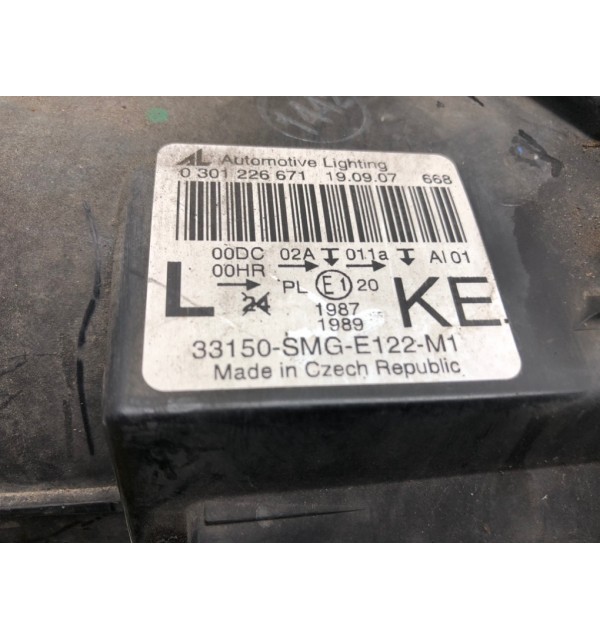 AL Automotive Lighting
0 301 226 671 19.09.07 668
00DC 02A 011a AI 01
00HR
L PL E1 20 KE
24
1987
1989
33150-SMG-E122-M1
Made in Czech Republic